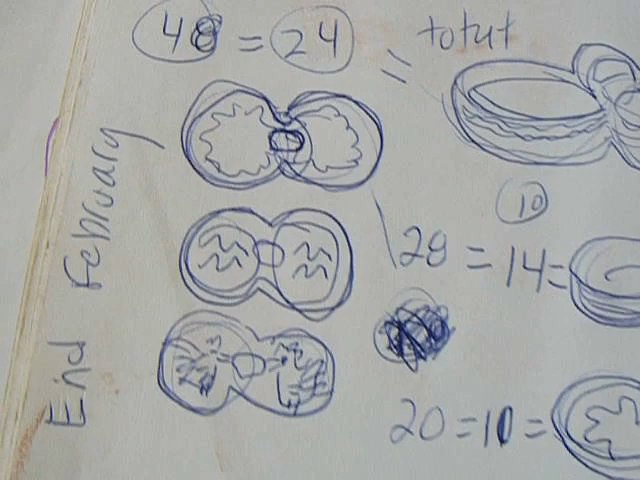 48 = 24 = totut
10
28 = 14 =
20 = 10 =
End February